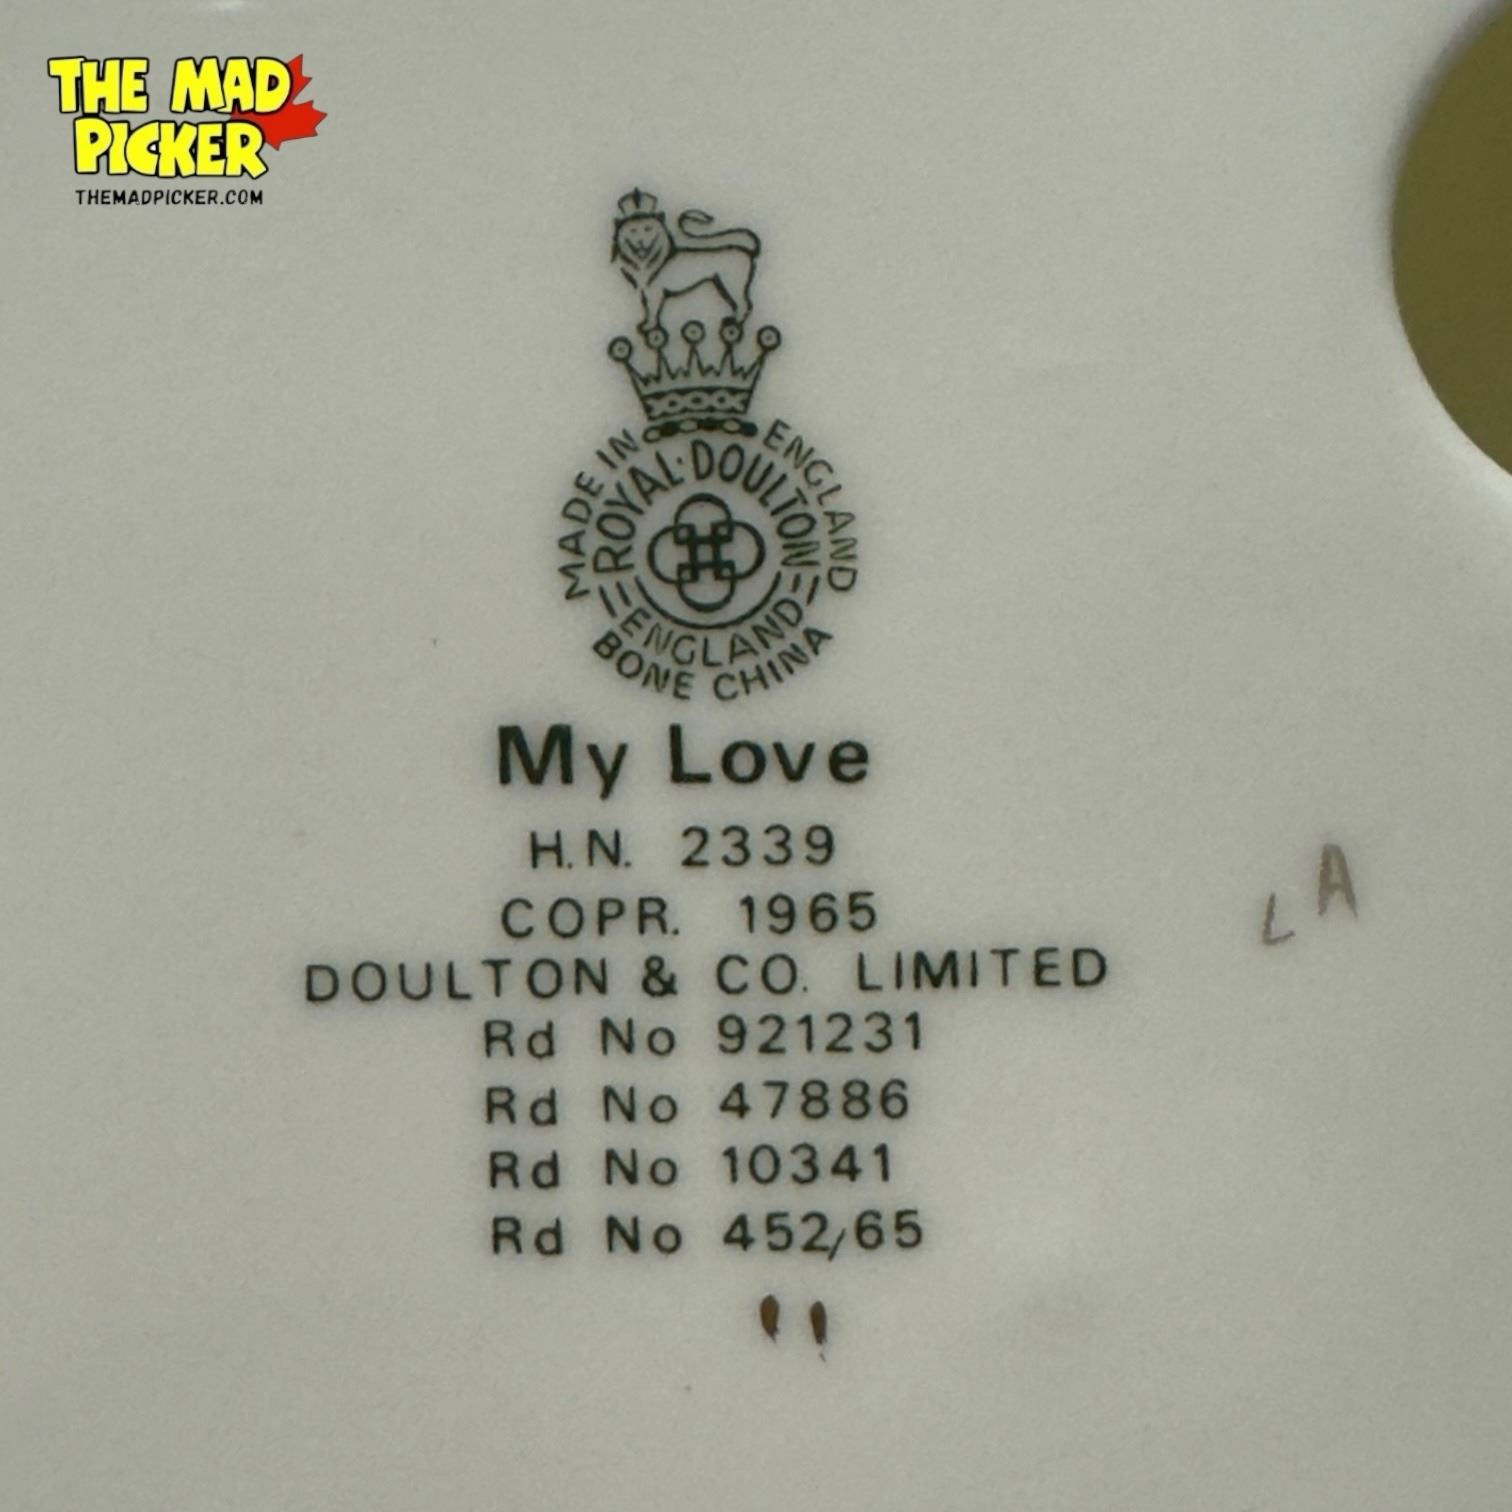 THE MAD
PICKER
THEMADPICKER.COM
MADE IN ENGLAND
ROYAL·DOULTON
ENGLAND
BONE CHINA
My Love
H.N. 2339
COPR. 1965
DOULTON & CO. LIMITED
Rd No 921231
Rd No 47886
Rd No 10341
Rd No 452/65
LA